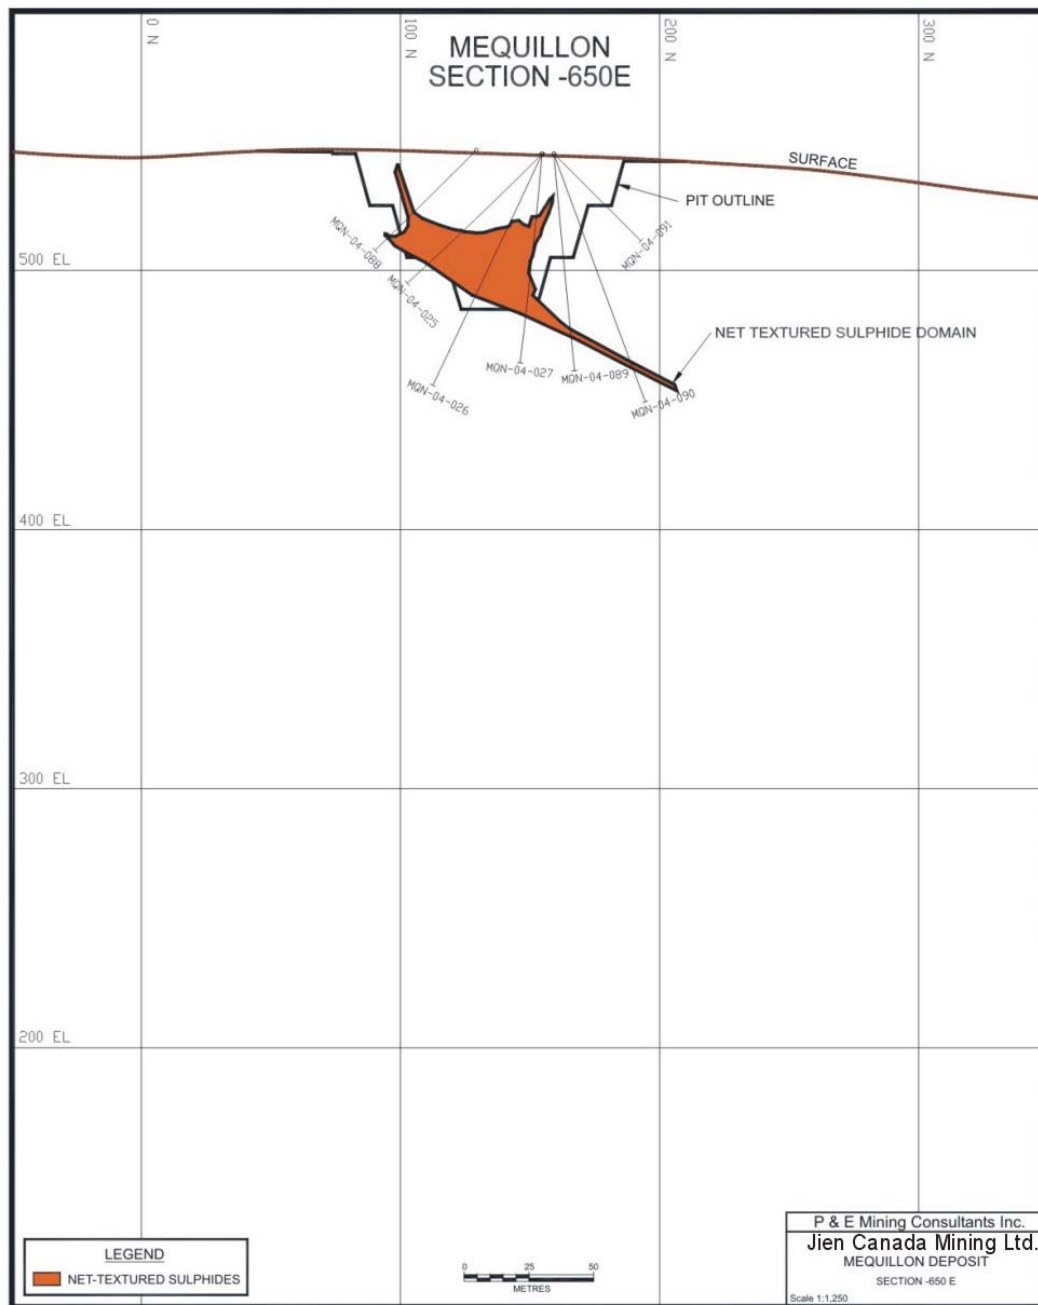 0 N
100 N
200 N
300 N
MEQUILLON
SECTION -650E
SURFACE
PIT OUTLINE
MQN-04-088
MQN-04-091
500 EL
MQN-04-025
NET TEXTURED SULPHIDE DOMAIN
MQN-04-027
MQN-04-089
MQN-04-026
MQN-04-090
400 EL
300 EL
200 EL
LEGEND
NET-TEXTURED SULPHIDES
0 25 50
METRES
P & E Mining Consultants Inc.
Jien Canada Mining Ltd.
MEQUILLON DEPOSIT
SECTION -650 E
Scale 1:1,250